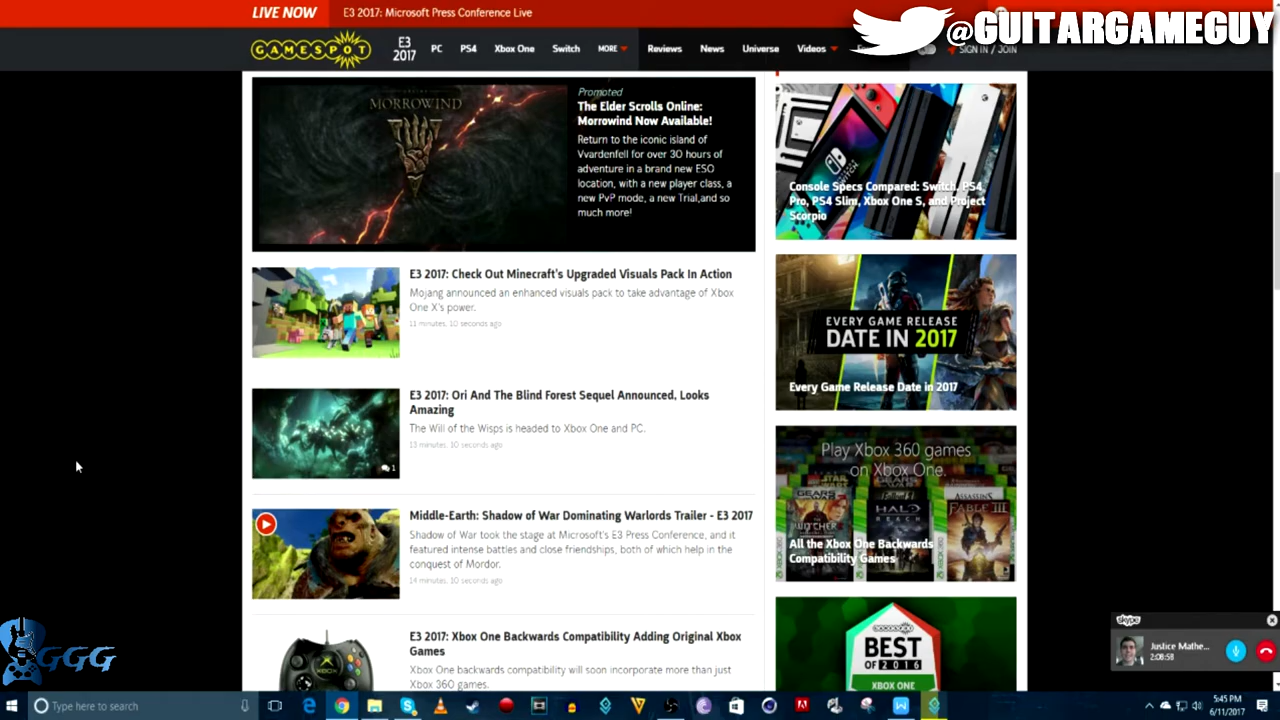 LIVE NOW E3 2017: Microsoft Press Conference Live
@GUITARGAMEGUY
GAMESPOT E3 2017 PC PS4 Xbox One Switch MORE Reviews News Universe Videos SIGN IN / JOIN
MORROWIND
Promoted
The Elder Scrolls Online:
Morrowind Now Available!
Return to the iconic island of
Vvardenfell for over 30 hours of
adventure in a brand new ESO
location, with a new player class, a
new PvP mode, a new Trial,and so
much more!
E3 2017: Check Out Minecraft's Upgraded Visuals Pack In Action
Mojang announced an enhanced visuals pack to take advantage of Xbox
One X's power.
11 minutes, 10 seconds ago
E3 2017: Ori And The Blind Forest Sequel Announced, Looks
Amazing
The Will of the Wisps is headed to Xbox One and PC.
13 minutes, 10 seconds ago
1
Middle-Earth: Shadow of War Dominating Warlords Trailer - E3 2017
Shadow of War took the stage at Microsoft's E3 Press Conference, and it
featured intense battles and close friendships, both of which help in the
conquest of Mordor.
14 minutes, 10 seconds ago
E3 2017: Xbox One Backwards Compatibility Adding Original Xbox
Games
Xbox One backwards compatibility will soon incorporate more than just
Xbox 360 games.
Console Specs Compared: Switch, PS4
Pro, PS4 Slim, Xbox One S, and Project
Scorpio
EVERY GAME RELEASE
DATE IN 2017
Every Game Release Date in 2017
Play Xbox 360 games
on Xbox One.
All the Xbox One Backwards
Compatibility Games
GAMESPOT
BEST
OF 2016
XBOX ONE
skype
Justice Mathe...
2:08:58
GGG
Type here to search
5:45 PM
6/11/2017